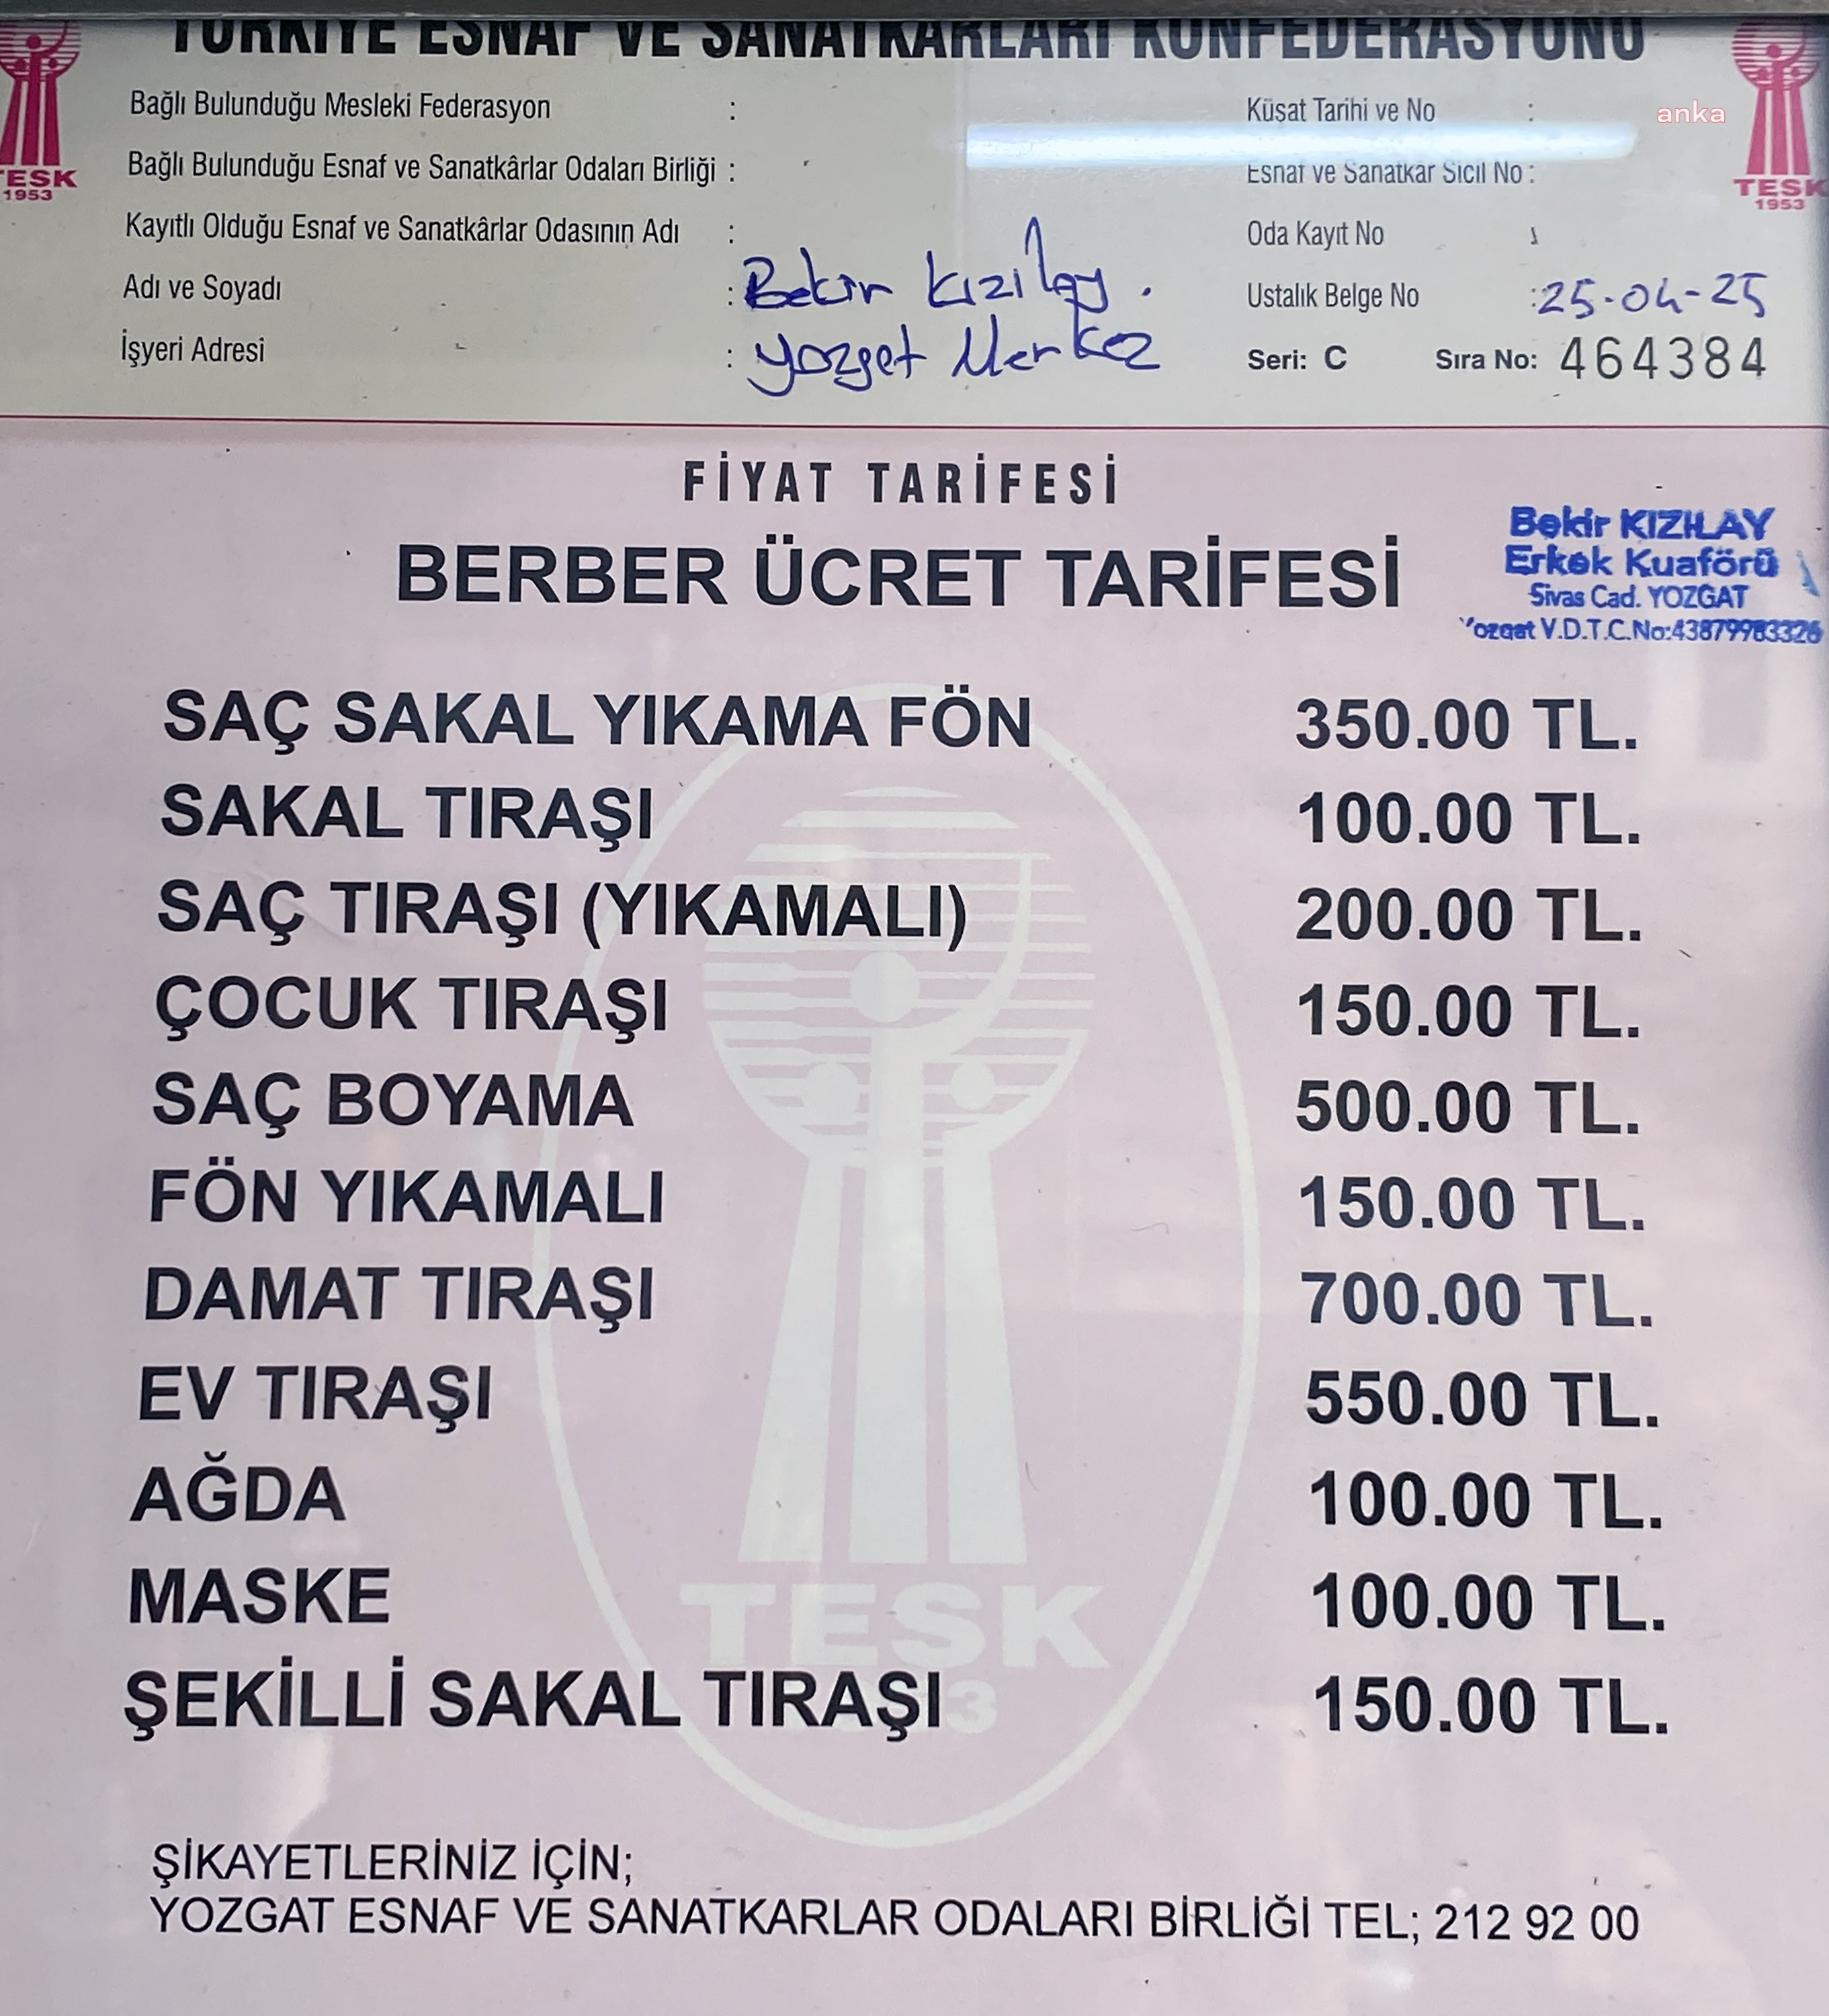 TÜRKİYE ESNAF VE SANATKARLARI KONFEDERASYONU
TESK
1953
Bağlı Bulunduğu Mesleki Federasyon :
Bağlı Bulunduğu Esnaf ve Sanatkârlar Odaları Birliği :
Kayıtlı Olduğu Esnaf ve Sanatkârlar Odasının Adı :
Adı ve Soyadı : Bekir Kızılay.
İşyeri Adresi : Yozgat Merkez
Küşat Tarihi ve No :
Esnaf ve Sanatkâr Sicil No :
Oda Kayıt No :
Ustalık Belge No : 25-04-25
Seri: C Sıra No: 464384
anka
TESK
1953
FİYAT TARİFESİ
BERBER ÜCRET TARİFESİ
Bekir KIZILAY
Erkek Kuaförü
Sivas Cad. YOZGAT
Yozgat V.D.T.C.No:43879983326
SAÇ SAKAL YIKAMA FÖN 350.00 TL.
SAKAL TIRAŞI 100.00 TL.
SAÇ TIRAŞI (YIKAMALI) 200.00 TL.
ÇOCUK TIRAŞI 150.00 TL.
SAÇ BOYAMA 500.00 TL.
FÖN YIKAMALI 150.00 TL.
DAMAT TIRAŞI 700.00 TL.
EV TIRAŞI 550.00 TL.
AĞDA 100.00 TL.
MASKE 100.00 TL.
ŞEKİLLİ SAKAL TIRAŞI 150.00 TL.
TESK
ŞİKAYETLERİNİZ İÇİN;
YOZGAT ESNAF VE SANATKARLAR ODALARI BİRLİĞİ TEL; 212 92 00